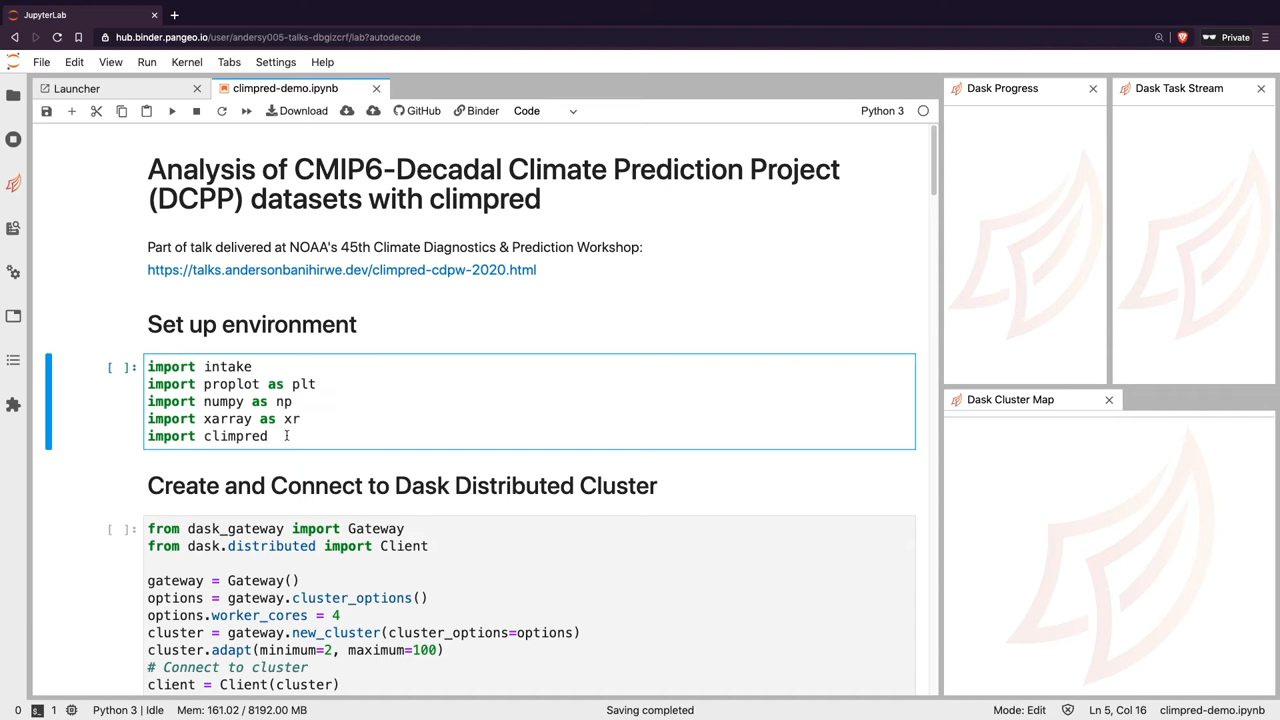 JupyterLab
hub.binder.pangeo.io/user/andersy005-talks-dbgizcrf/lab?autodecode
Private
File Edit View Run Kernel Tabs Settings Help
Launcher
climpred-demo.ipynb
Dask Progress
Dask Task Stream
Download GitHub Binder Code Python 3
Analysis of CMIP6-Decadal Climate Prediction Project
(DCPP) datasets with climpred
Part of talk delivered at NOAA's 45th Climate Diagnostics & Prediction Workshop:
https://talks.andersonbanihirwe.dev/climpred-cdpw-2020.html
Set up environment
[ ]: import intake
import proplot as plt
import numpy as np
import xarray as xr
import climpred
Dask Cluster Map
Create and Connect to Dask Distributed Cluster
[ ]: from dask_gateway import Gateway
from dask.distributed import Client
gateway = Gateway()
options = gateway.cluster_options()
options.worker_cores = 4
cluster = gateway.new_cluster(cluster_options=options)
cluster.adapt(minimum=2, maximum=100)
# Connect to cluster
client = Client(cluster)
0 1 Python 3 | Idle Mem: 161.02 / 8192.00 MB Saving completed Mode: Edit Ln 5, Col 16 climpred-demo.ipynb